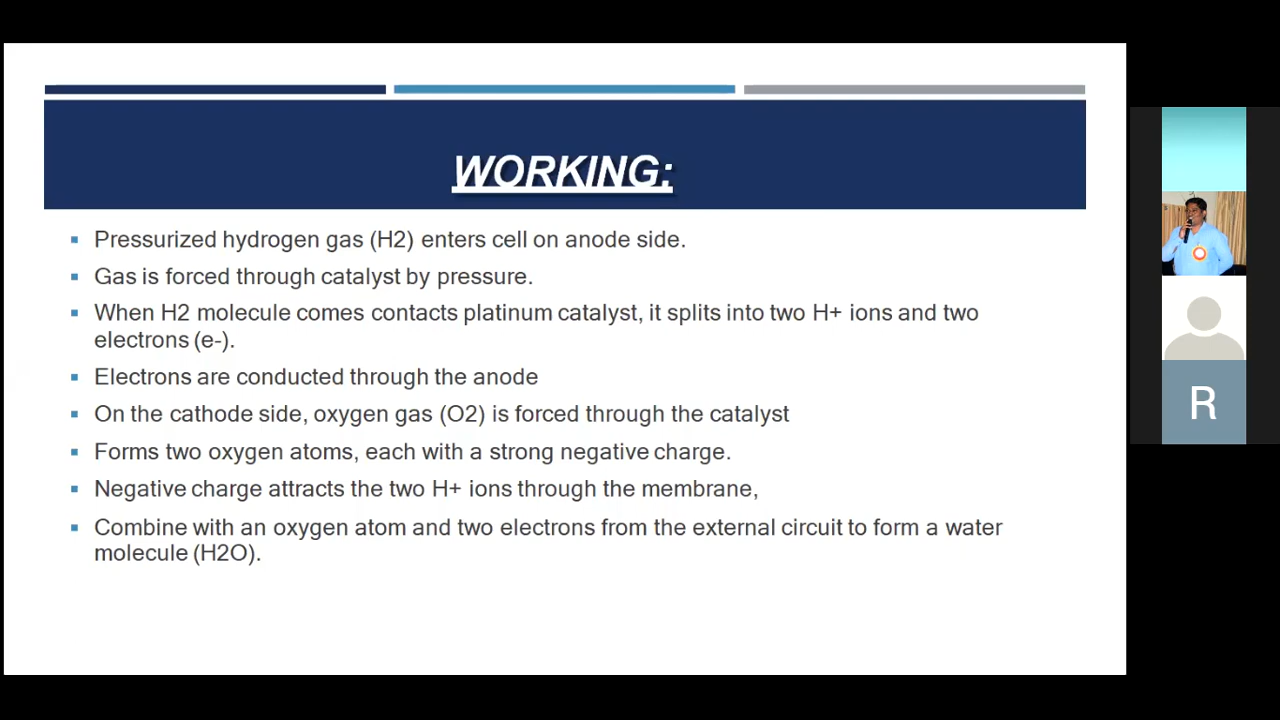 WORKING:
Pressurized hydrogen gas (H2) enters cell on anode side.
Gas is forced through catalyst by pressure.
When H2 molecule comes contacts platinum catalyst, it splits into two H+ ions and two
electrons (e-).
Electrons are conducted through the anode
On the cathode side, oxygen gas (O2) is forced through the catalyst
Forms two oxygen atoms, each with a strong negative charge.
Negative charge attracts the two H+ ions through the membrane,
Combine with an oxygen atom and two electrons from the external circuit to form a water
molecule (H2O).
R